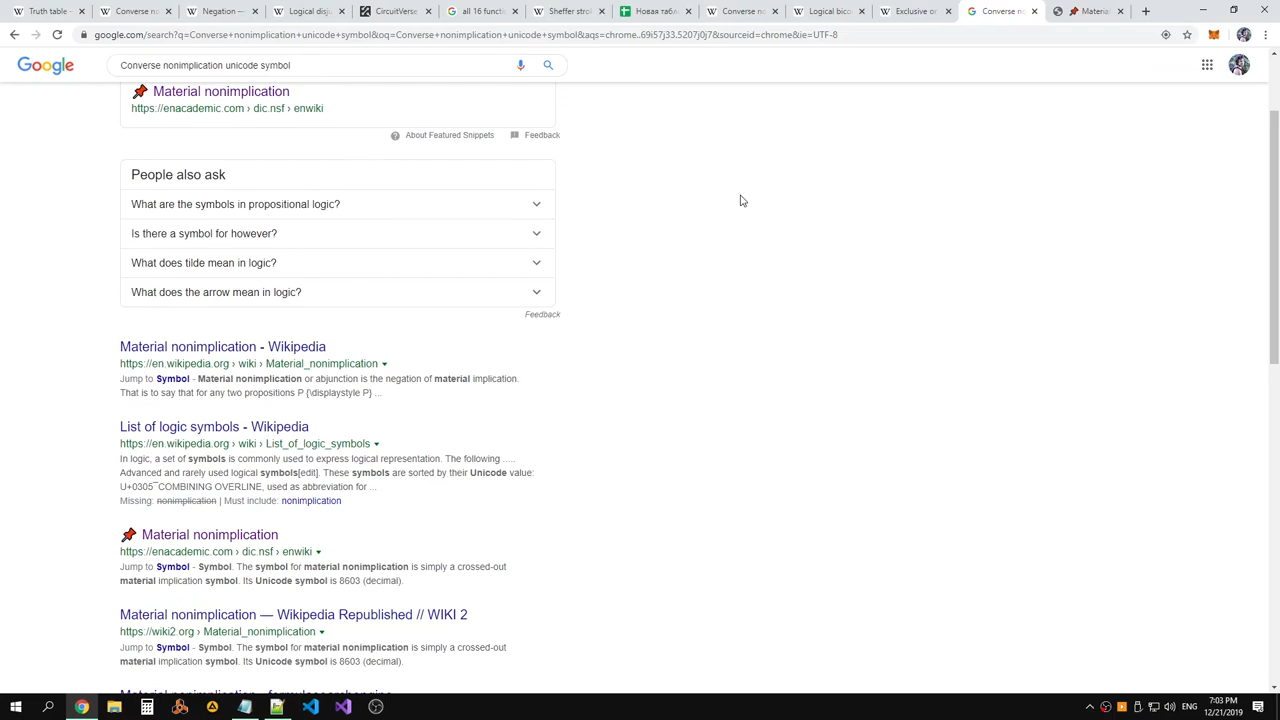 Truth table -
Negation -
Logical disj
CircuitVerse
all 16 functi
Sheffer strok
Ноаяа габа
Converse no
Logical bico
Exclusive or
Converse no
Material
google.com/search?q=Converse+nonimplication+unicode+symbol&oq=Converse+nonimplication+unicode+symbol&aqs=chrome..69i57j33.5207j0j7&sourceid=chrome&ie=UTF-8
Google
Converse nonimplication unicode symbol
Material nonimplication
https://enacademic.com › dic.nsf › enwiki
About Featured Snippets
Feedback
People also ask
What are the symbols in propositional logic?
Is there a symbol for however?
What does tilde mean in logic?
What does the arrow mean in logic?
Feedback
Material nonimplication - Wikipedia
https://en.wikipedia.org › wiki › Material_nonimplication
Jump to Symbol - Material nonimplication or abjunction is the negation of material implication.
That is to say that for any two propositions P {\displaystyle P} ...
List of logic symbols - Wikipedia
https://en.wikipedia.org › wiki › List_of_logic_symbols
In logic, a set of symbols is commonly used to express logical representation. The following .....
Advanced and rarely used logical symbols[edit]. These symbols are sorted by their Unicode value:
U+0305 ̅COMBINING OVERLINE, used as abbreviation for ...
Missing: nonimplication | Must include: nonimplication
Material nonimplication
https://enacademic.com › dic.nsf › enwiki
Jump to Symbol - Symbol. The symbol for material nonimplication is simply a crossed-out
material implication symbol. Its Unicode symbol is 8603 (decimal).
Material nonimplication — Wikipedia Republished // WIKI 2
https://wiki2.org › Material_nonimplication
Jump to Symbol - Symbol. The symbol for material nonimplication is simply a crossed-out
material implication symbol. Its Unicode symbol is 8603 (decimal).
7:03 PM
12/21/2019